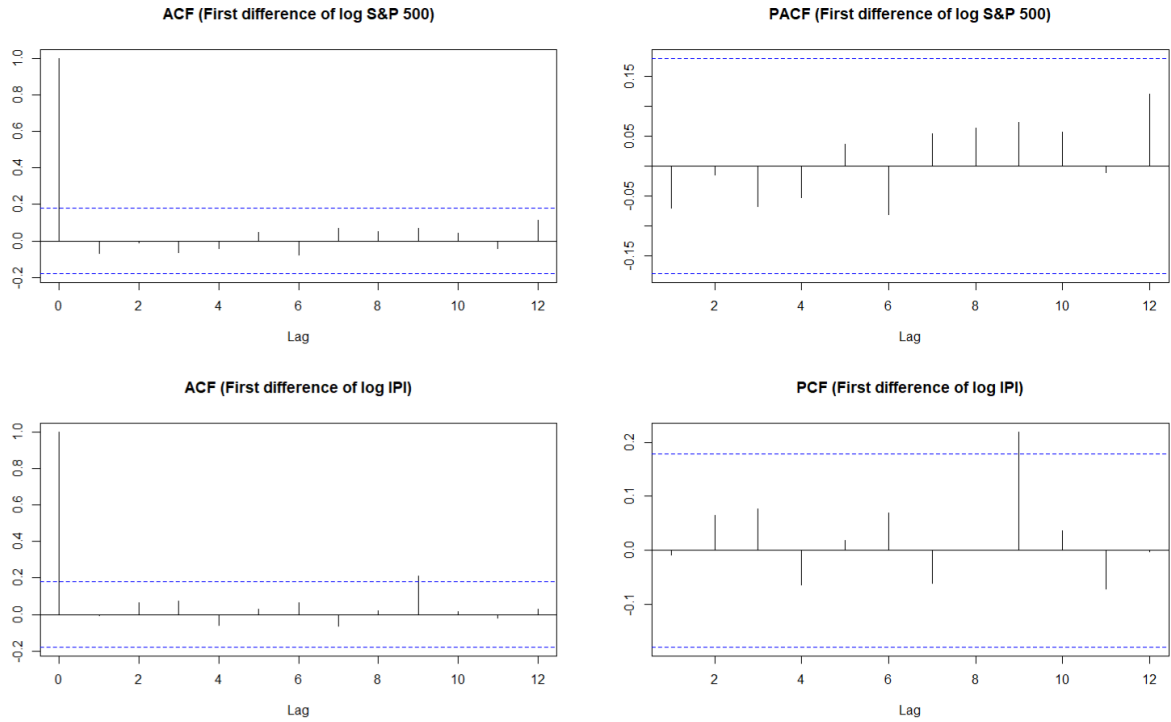 ACF (First difference of log S&P 500)
1.0
0.8
0.6
0.4
0.2
0.0
-0.2
0 2 4 6 8 10 12
Lag
PACF (First difference of log S&P 500)
0.15
0.05
-0.05
-0.15
2 4 6 8 10 12
Lag
ACF (First difference of log IPI)
1.0
0.8
0.6
0.4
0.2
0.0
-0.2
0 2 4 6 8 10 12
Lag
PCF (First difference of log IPI)
0.2
0.1
0.0
-0.1
2 4 6 8 10 12
Lag